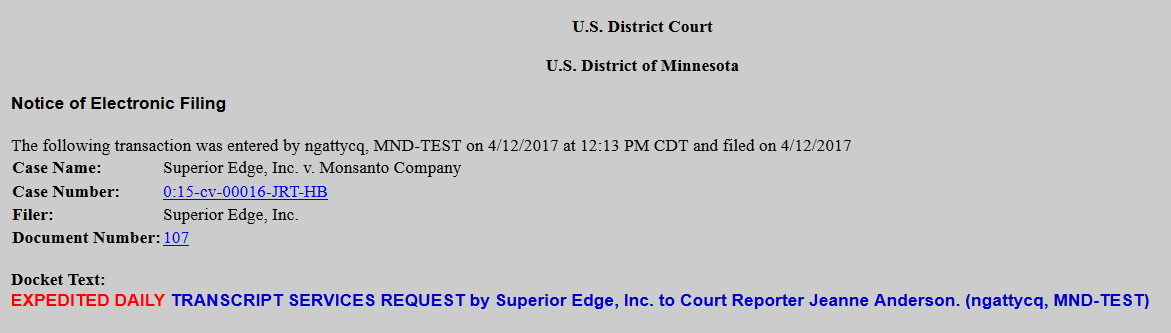 U.S. District Court
U.S. District of Minnesota
Notice of Electronic Filing
The following transaction was entered by ngattycq, MND-TEST on 4/12/2017 at 12:13 PM CDT and filed on 4/12/2017
Case Name: Superior Edge, Inc. v. Monsanto Company
Case Number: 0:15-cv-00016-JRT-HB
Filer: Superior Edge, Inc.
Document Number: 107
Docket Text:
EXPEDITED DAILY TRANSCRIPT SERVICES REQUEST by Superior Edge, Inc. to Court Reporter Jeanne Anderson. (ngattycq, MND-TEST)